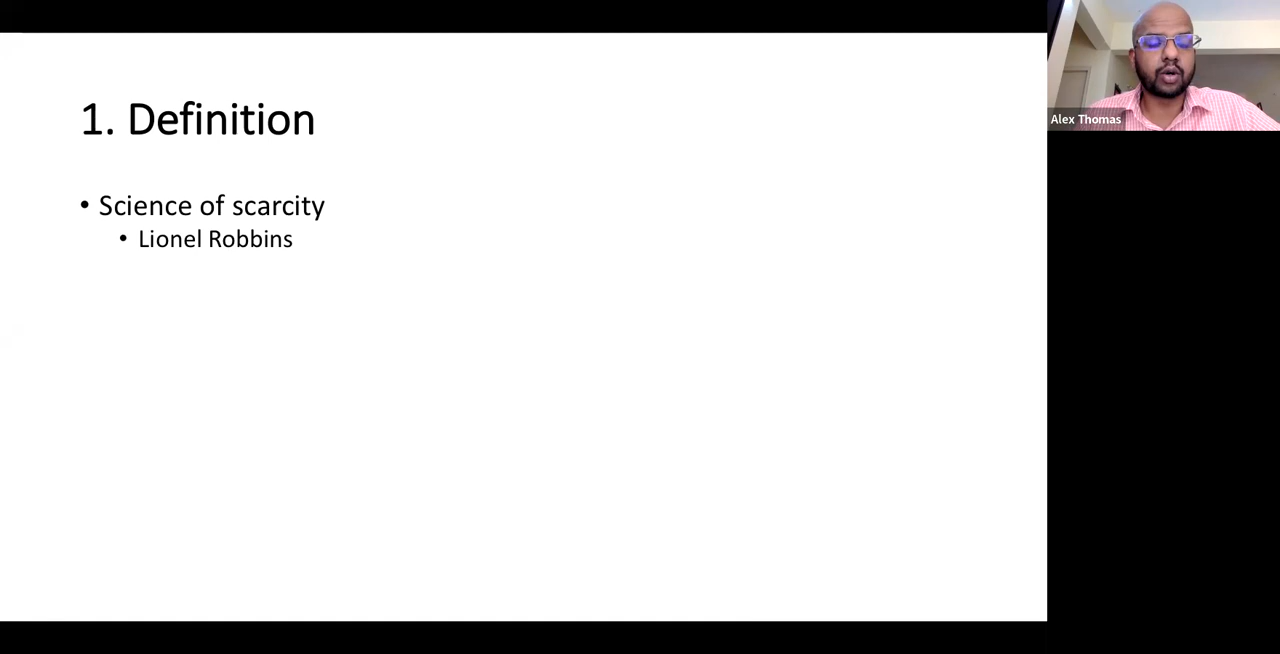 1. Definition
• Science of scarcity
• Lionel Robbins
Alex Thomas